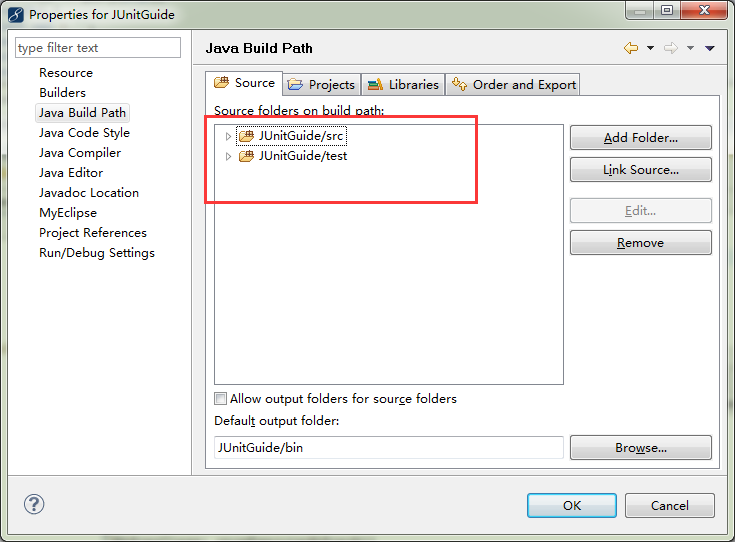 Properties for JUnitGuide
type filter text
Resource
Builders
Java Build Path
Java Code Style
Java Compiler
Java Editor
Javadoc Location
MyEclipse
Project References
Run/Debug Settings
Java Build Path
Source
Projects
Libraries
Order and Export
Source folders on build path:
JUnitGuide/src
JUnitGuide/test
Add Folder...
Link Source...
Edit...
Remove
Allow output folders for source folders
Default output folder:
JUnitGuide/bin
Browse...
?
OK
Cancel